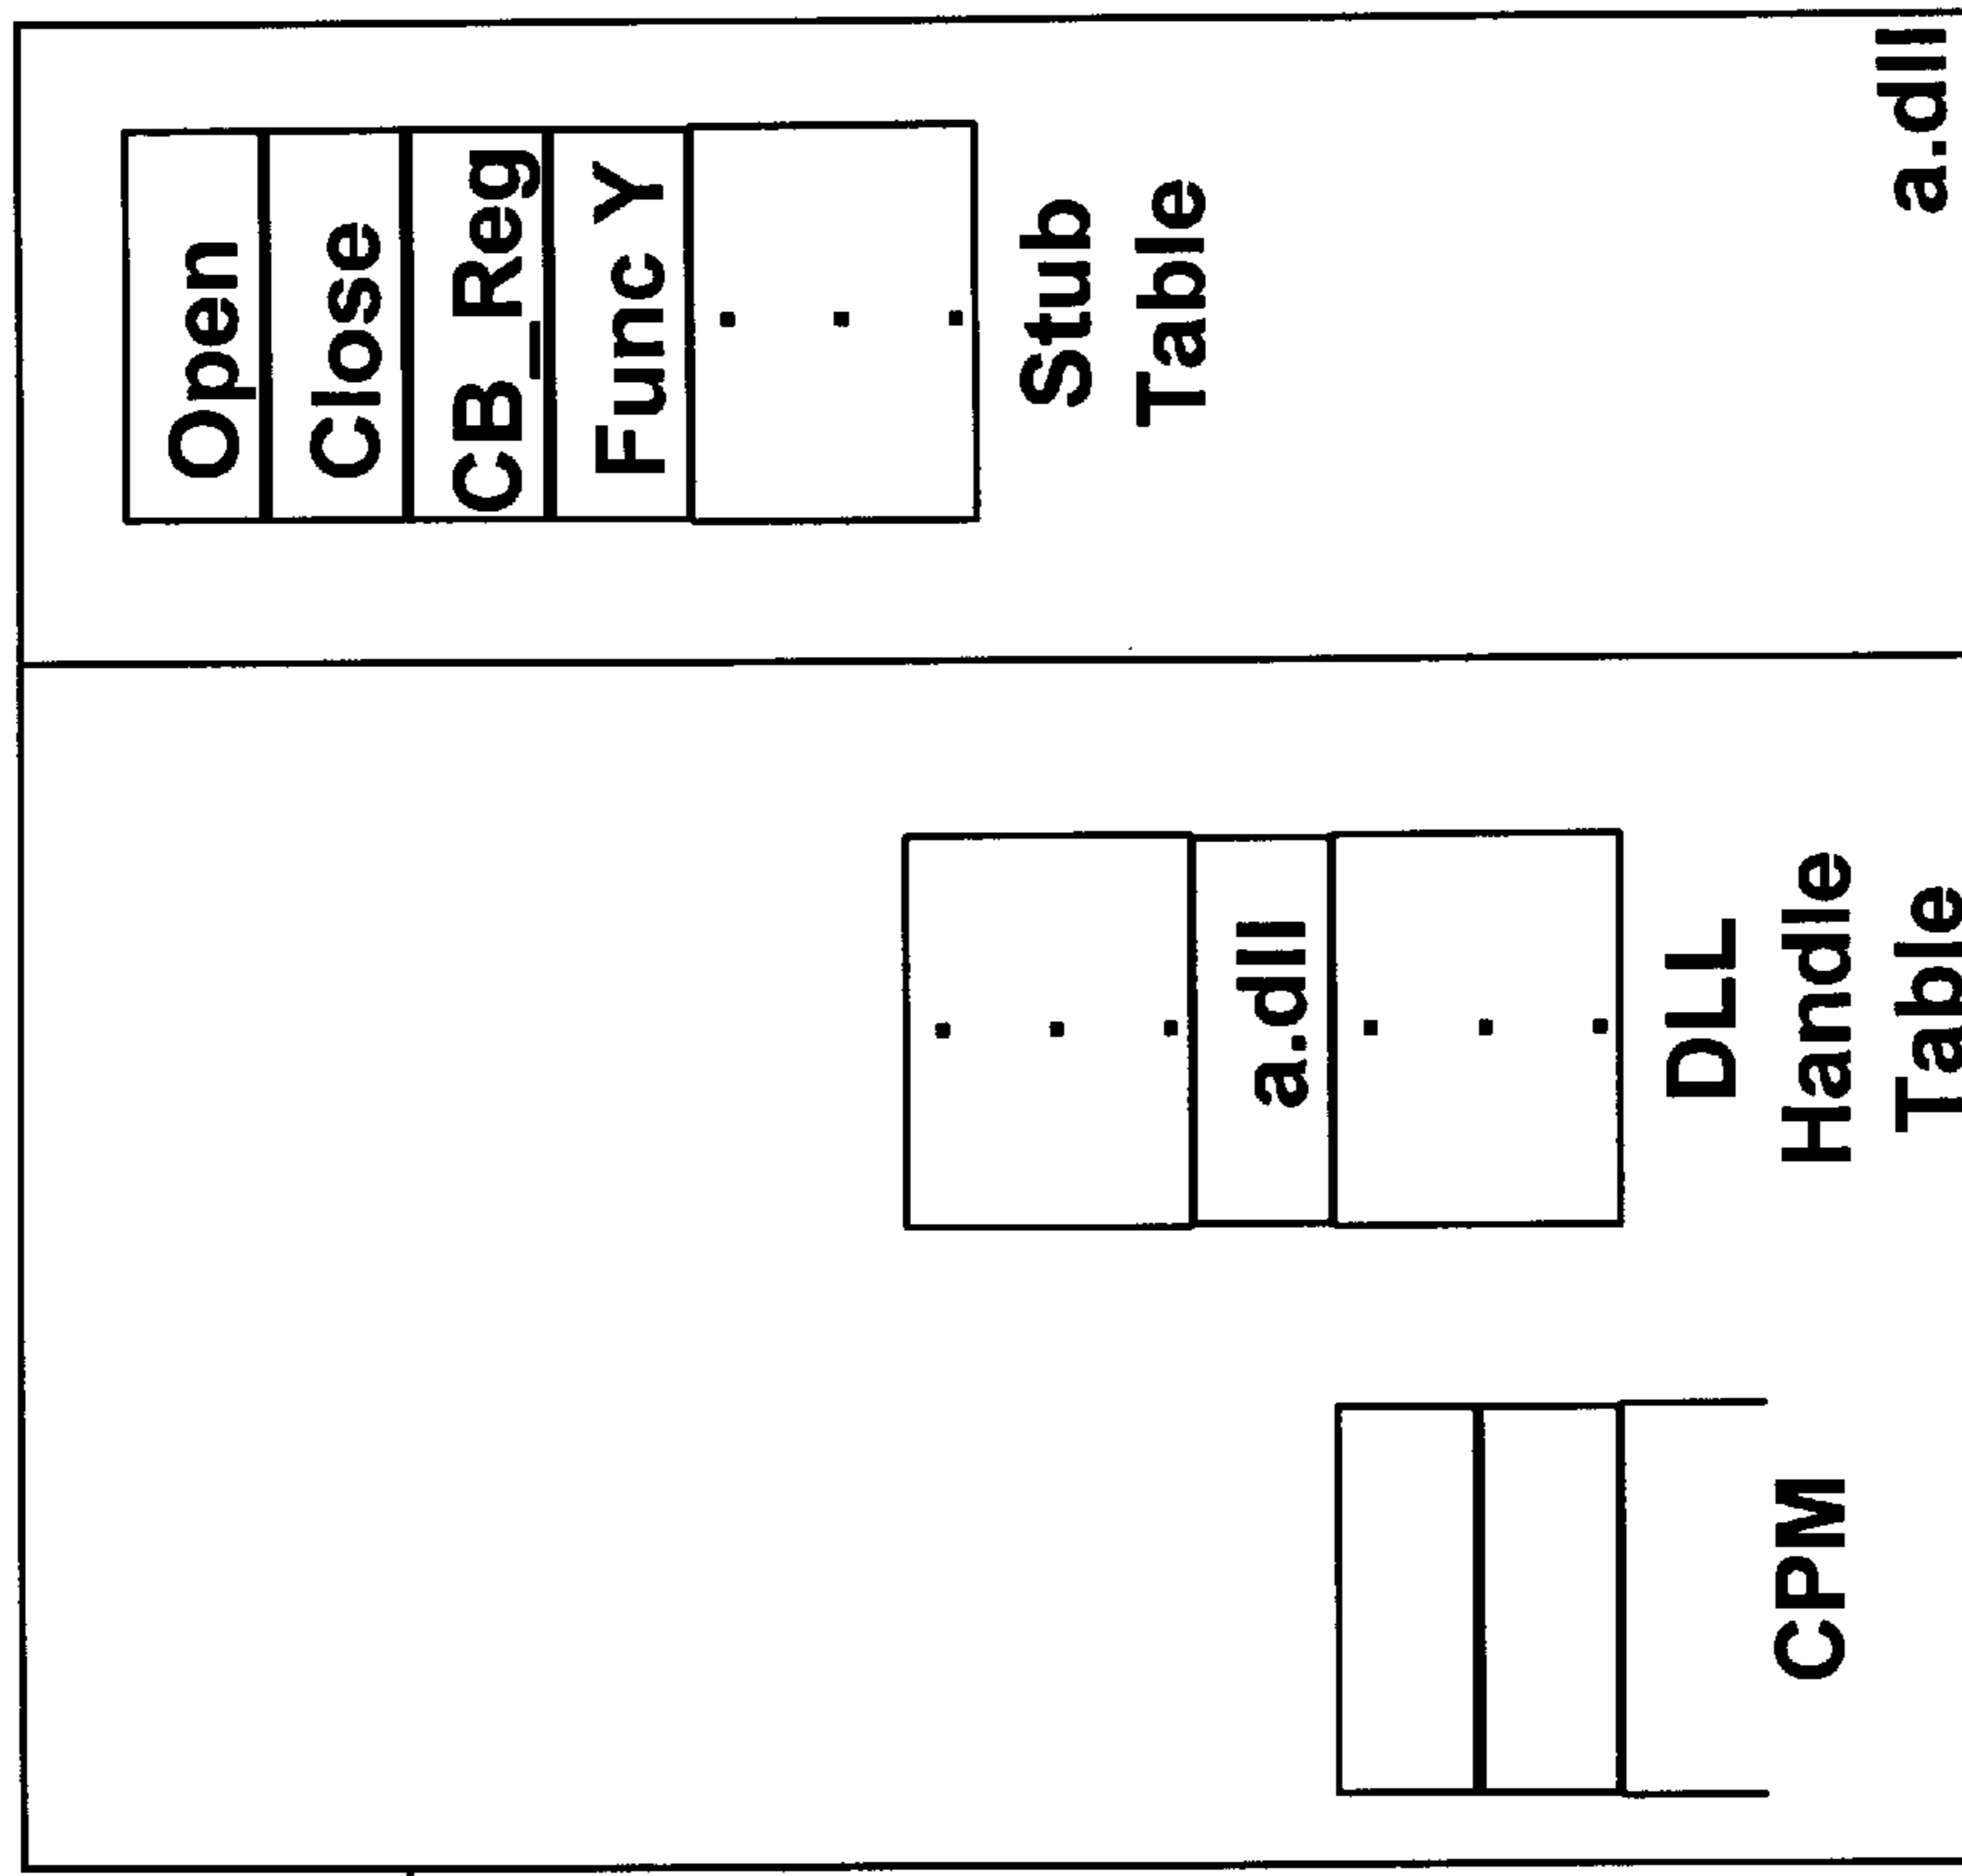 CPM
a.dll
DLL
Handle
Table
Open
Close
CB_Reg
Func Y
Stub
Table
a.dll